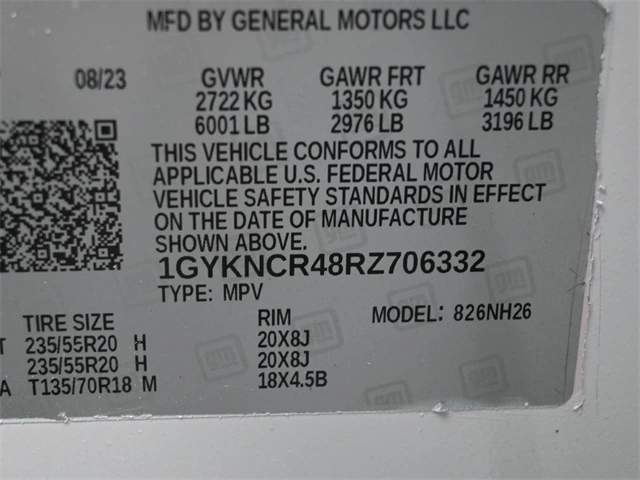 MFD BY GENERAL MOTORS LLC
08/23 GVWR GAWR FRT GAWR RR
2722 KG 1350 KG 1450 KG
6001 LB 2976 LB 3196 LB
THIS VEHICLE CONFORMS TO ALL
APPLICABLE U.S. FEDERAL MOTOR
VEHICLE SAFETY STANDARDS IN EFFECT
ON THE DATE OF MANUFACTURE
SHOWN ABOVE.
1GYKNCR48RZ706332
TYPE: MPV MODEL: 826NH26
TIRE SIZE RIM
T 235/55R20 H 20X8J
235/55R20 H 20X8J
A T135/70R18 M 18X4.5B